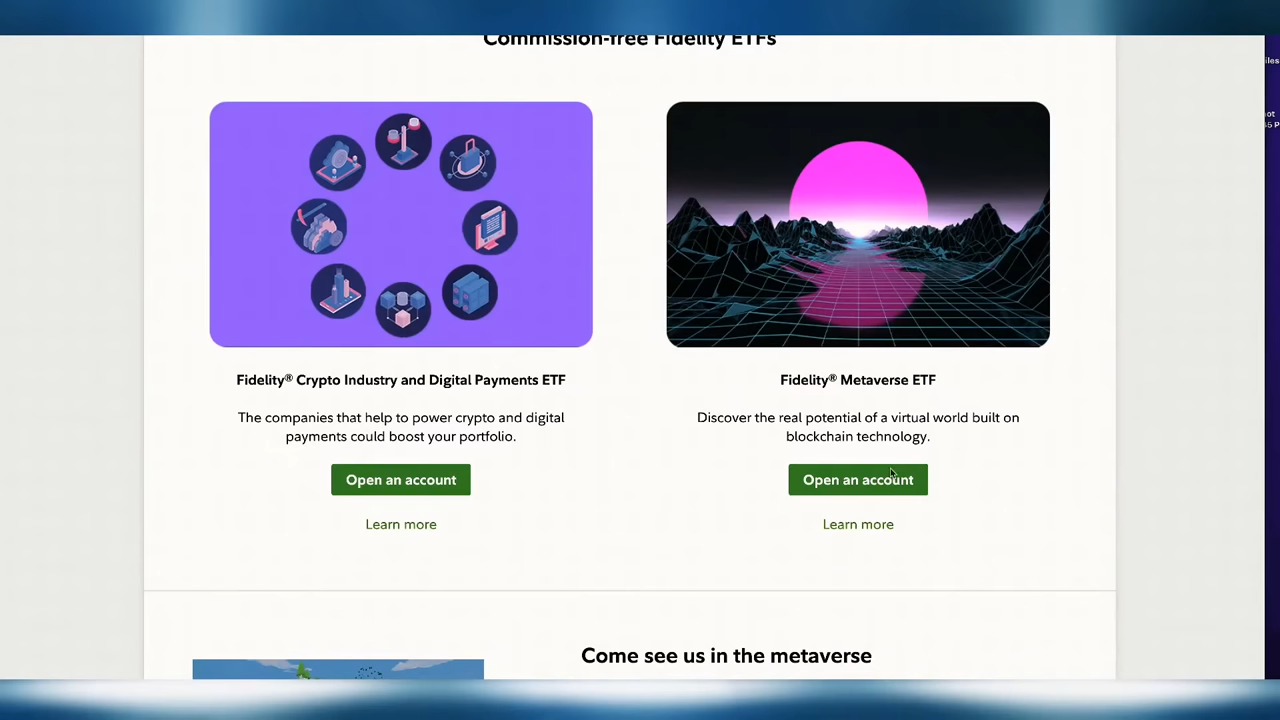 Commission-free Fidelity ETFs
Fidelity® Crypto Industry and Digital Payments ETF
The companies that help to power crypto and digital
payments could boost your portfolio.
Open an account
Learn more
Fidelity® Metaverse ETF
Discover the real potential of a virtual world built on
blockchain technology.
Open an account
Learn more
Come see us in the metaverse